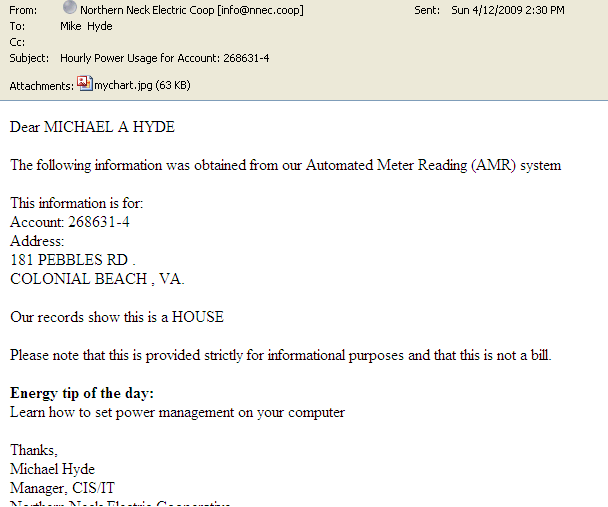 From: Northern Neck Electric Coop [info@nnec.coop] Sent: Sun 4/12/2009 2:30 PM
To: Mike Hyde
Cc:
Subject: Hourly Power Usage for Account: 268631-4
Attachments: mychart.jpg (63 KB)
Dear MICHAEL A HYDE
The following information was obtained from our Automated Meter Reading (AMR) system
This information is for:
Account: 268631-4
Address:
181 PEBBLES RD .
COLONIAL BEACH , VA.
Our records show this is a HOUSE
Please note that this is provided strictly for informational purposes and that this is not a bill.
Energy tip of the day:
Learn how to set power management on your computer
Thanks,
Michael Hyde
Manager, CIS/IT
Northern Neck Electric Cooperative